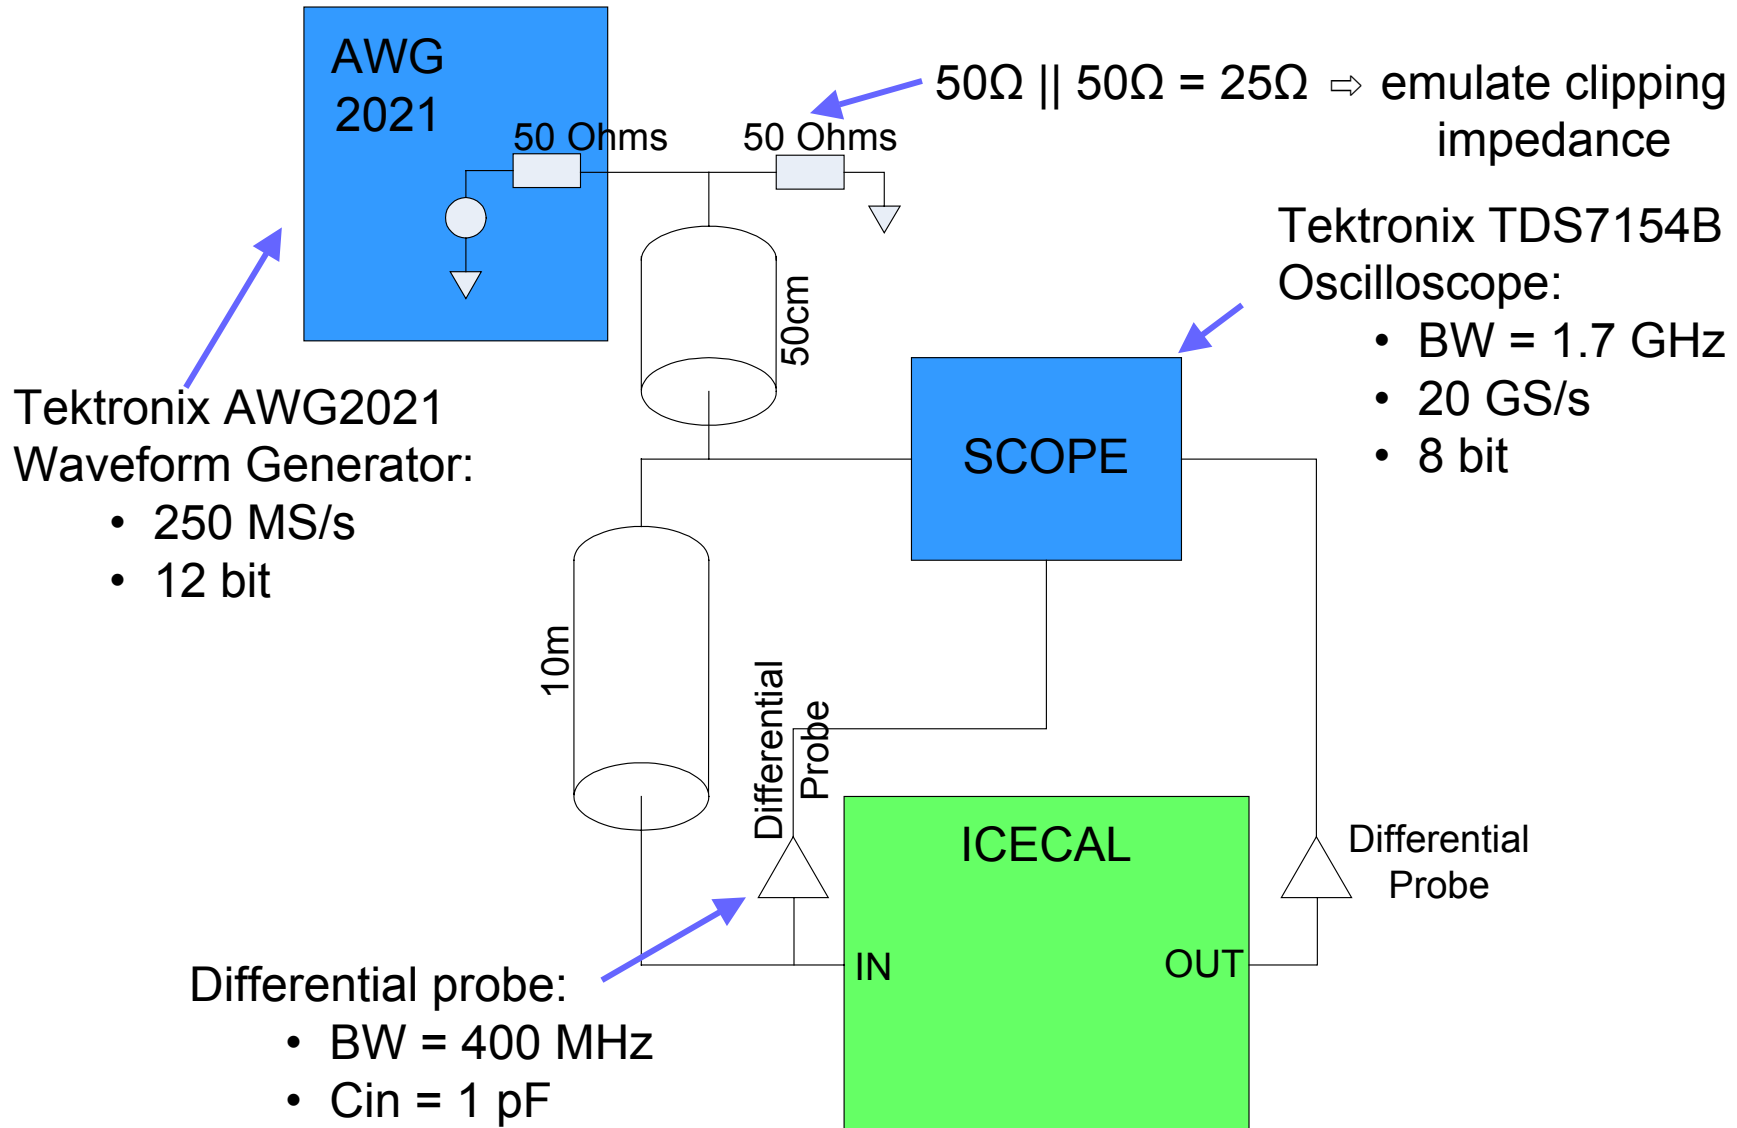 AWG
2021
50 Ohms
50 Ohms
50Ω || 50Ω = 25Ω ⇨ emulate clipping
impedance
Tektronix TDS7154B
Oscilloscope:
• BW = 1.7 GHz
• 20 GS/s
• 8 bit
50cm
Tektronix AWG2021
Waveform Generator:
• 250 MS/s
• 12 bit
SCOPE
10m
Differential
Probe
ICECAL
Differential
Probe
IN
OUT
Differential probe:
• BW = 400 MHz
• Cin = 1 pF